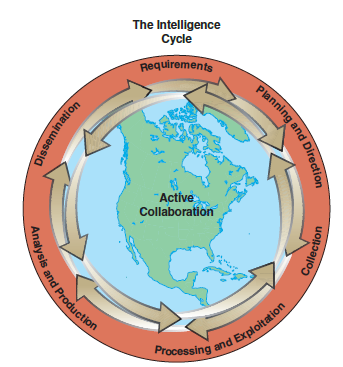 The Intelligence
Cycle
Requirements
Planning and Direction
Collection
Processing and Exploitation
Analysis and Production
Dissemination
Active
Collaboration